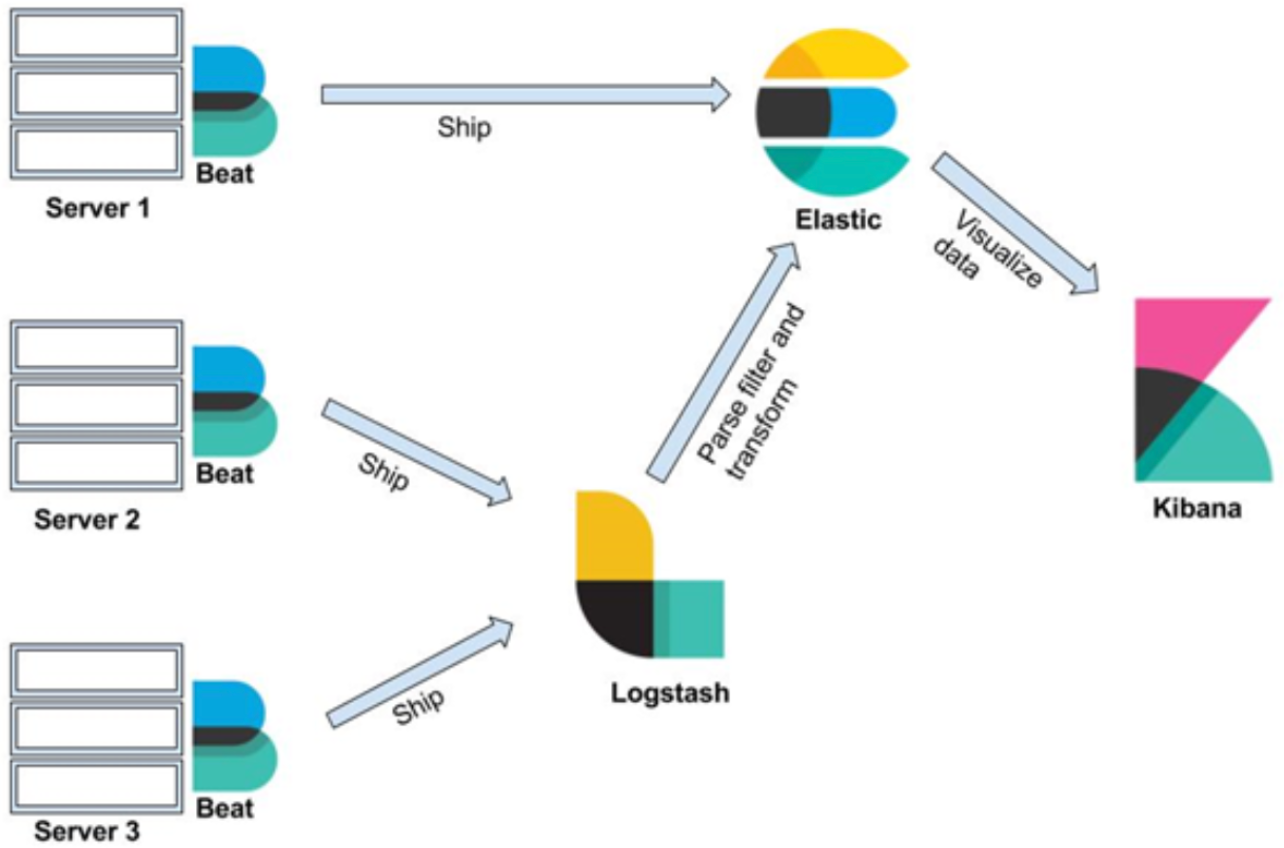 Beat
Server 1
Ship
Elastic
Visualize
data
Beat
Server 2
Ship
Parse filter and
transform
Kibana
Logstash
Ship
Beat
Server 3